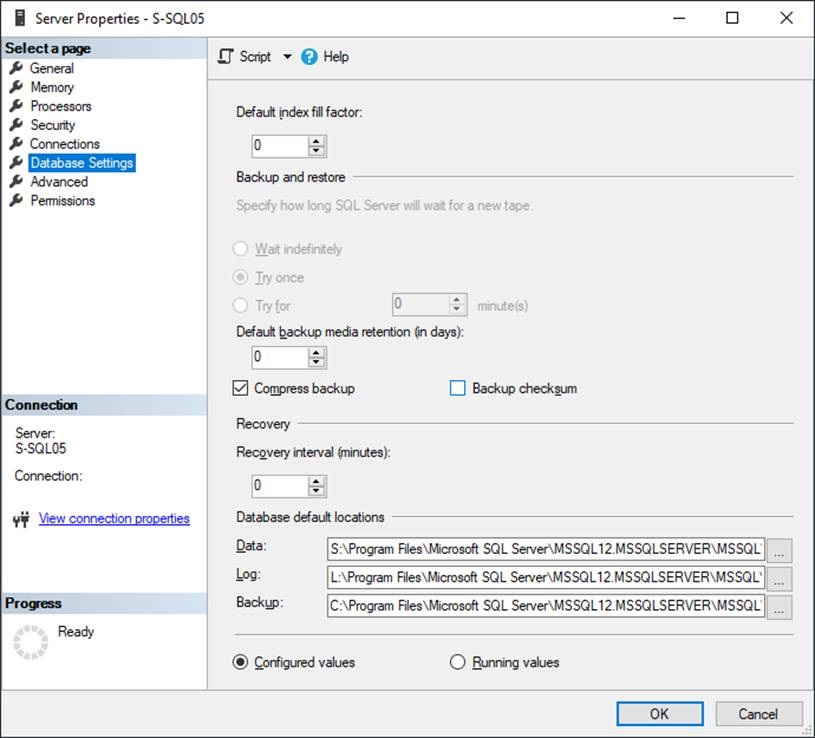 Server Properties - S-SQL05
Select a page
General
Memory
Processors
Security
Connections
Database Settings
Advanced
Permissions
Script
Help
Default index fill factor:
0
Backup and restore
Specify how long SQL Server will wait for a new tape.
Wait indefinitely
Try once
Try for 0 minute(s)
Default backup media retention (in days):
0
Compress backup Backup checksum
Recovery
Recovery interval (minutes):
0
Database default locations
Data: S:\Program Files\Microsoft SQL Server\MSSQL12.MSSQLSERVER\MSSQL\ ...
Log: L:\Program Files\Microsoft SQL Server\MSSQL12.MSSQLSERVER\MSSQL\ ...
Backup: C:\Program Files\Microsoft SQL Server\MSSQL12.MSSQLSERVER\MSSQL\ ...
Configured values Running values
Connection
Server:
S-SQL05
Connection:
View connection properties
Progress
Ready
OK Cancel